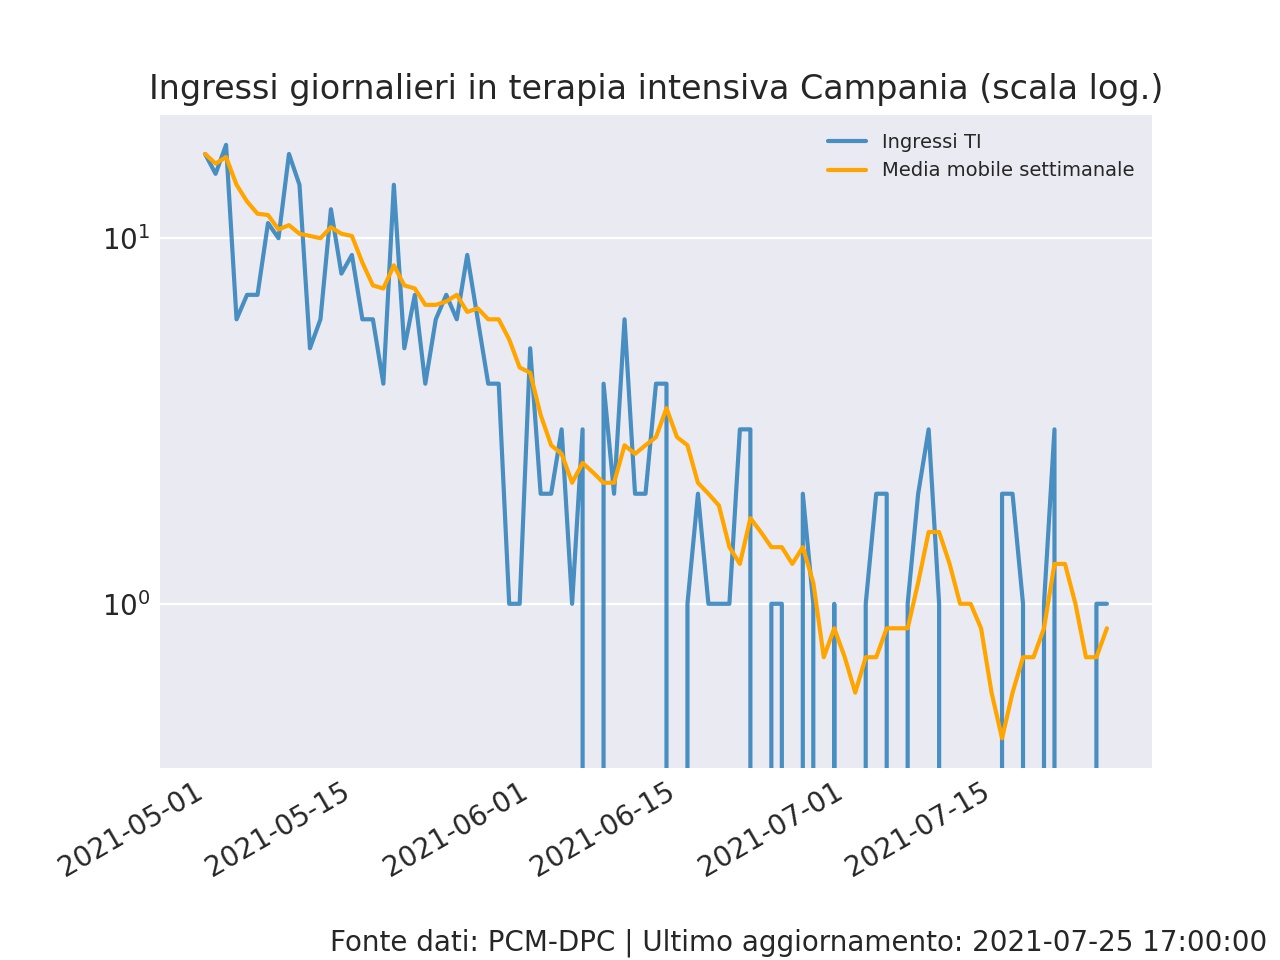 Ingressi giornalieri in terapia intensiva Campania (scala log.)
Ingressi TI
Media mobile settimanale
10¹
10⁰
2021-05-01
2021-05-15
2021-06-01
2021-06-15
2021-07-01
2021-07-15
Fonte dati: PCM-DPC | Ultimo aggiornamento: 2021-07-25 17:00:00